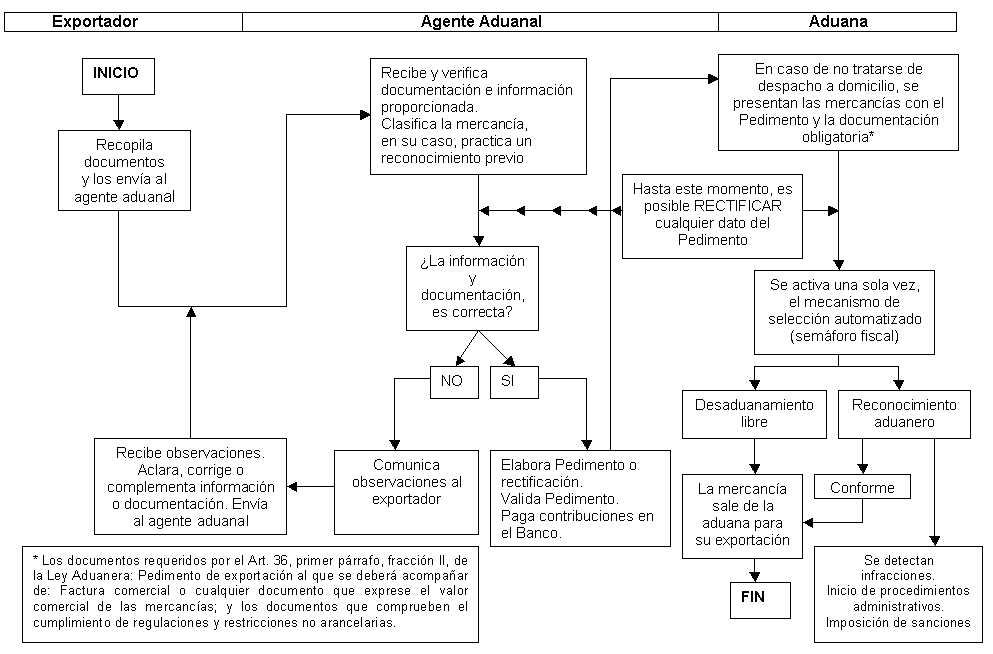 Exportador
Agente Aduanal
Aduana
INICIO
Recopila
documentos
y los envía al
agente aduanal
Recibe y verifica
documentación e información
proporcionada.
Clasifica la mercancía,
en su caso, practica un
reconocimiento previo
En caso de no tratarse de
despacho a domicilio, se
presentan las mercancías con el
Pedimento y la documentación
obligatoria*
Hasta este momento, es
posible RECTIFICAR
cualquier dato del
Pedimento
¿La información
y
documentación,
es correcta?
NO
SI
Se activa una sola vez,
el mecanismo de
selección automatizado
(semáforo fiscal)
Desaduanamiento
libre
Reconocimiento
aduanero
Recibe observaciones.
Aclara, corrige o
complementa información
o documentación. Envía
al agente aduanal
Comunica
observaciones al
exportador
Elabora Pedimento o
rectificación.
Valida Pedimento.
Paga contribuciones en
el Banco.
La mercancía
sale de la
aduana para
su exportación
Conforme
* Los documentos requeridos por el Art. 36, primer párrafo, fracción II, de
la Ley Aduanera: Pedimento de exportación al que se deberá acompañar
de: Factura comercial o cualquier documento que exprese el valor
comercial de las mercancías; y los documentos que comprueben el
cumplimiento de regulaciones y restricciones no arancelarias.
FIN
Se detectan
infracciones.
Inicio de procedimientos
administrativos.
Imposición de sanciones